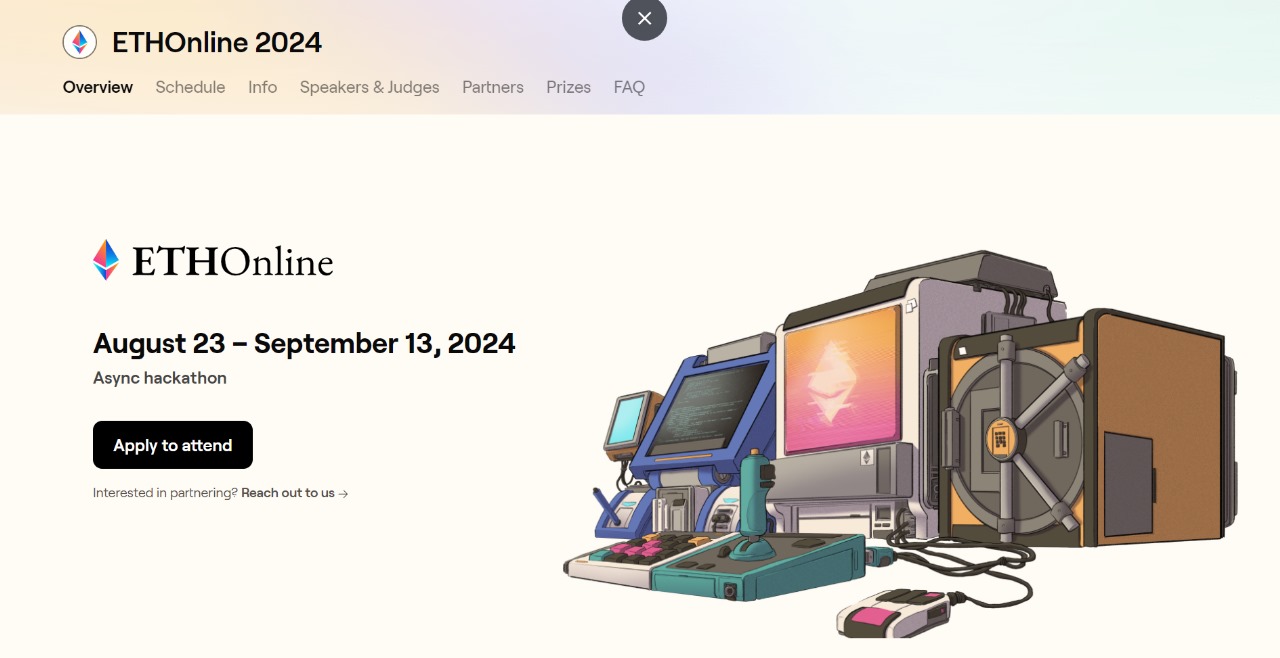 ETHOnline 2024
Overview Schedule Info Speakers & Judges Partners Prizes FAQ
ETHOnline
August 23 – September 13, 2024
Async hackathon
Apply to attend
Interested in partnering? Reach out to us →